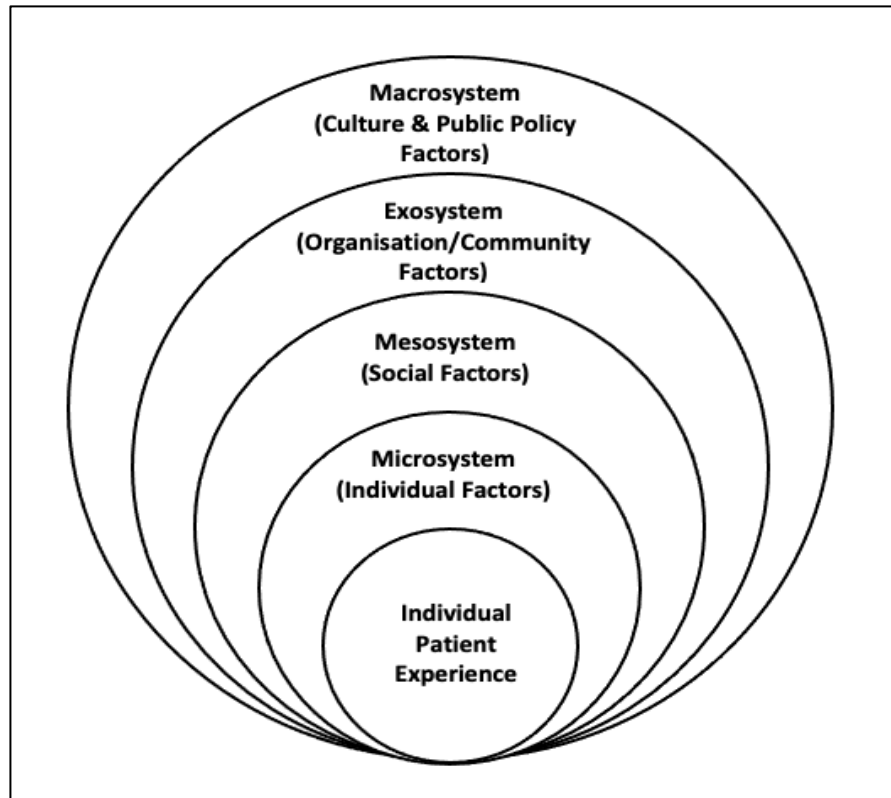 Macrosystem
(Culture & Public Policy
Factors)
Exosystem
(Organisation/Community
Factors)
Mesosystem
(Social Factors)
Microsystem
(Individual Factors)
Individual
Patient
Experience